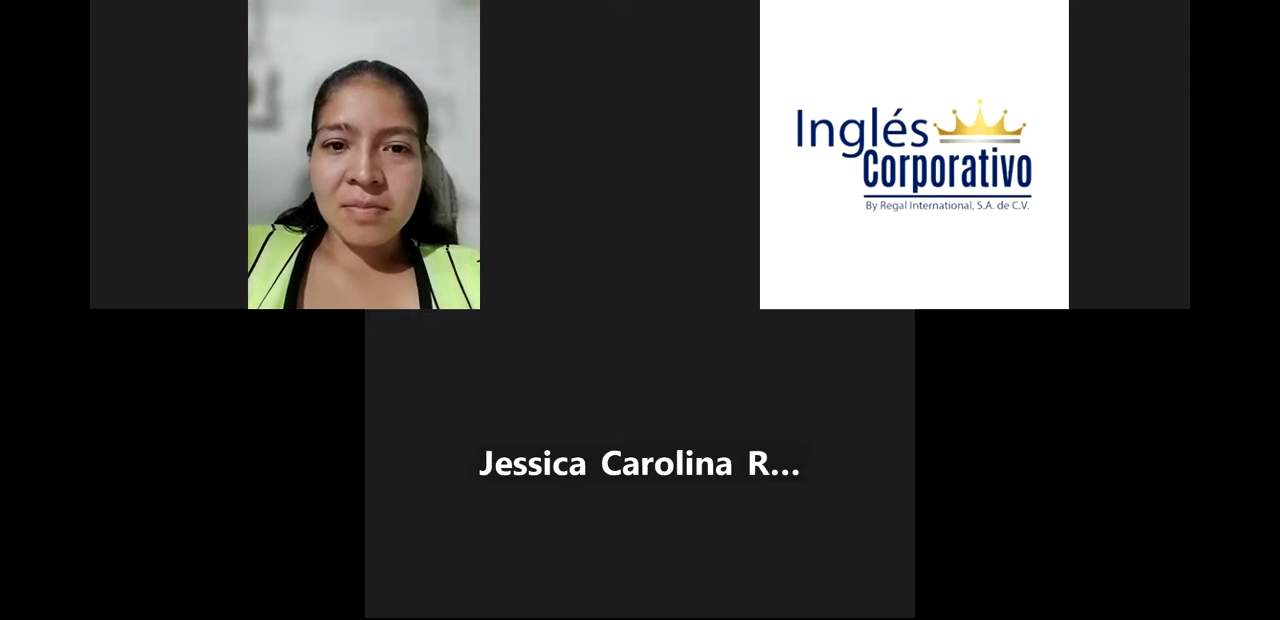 Inglés
Corporativo
By Regal International, S.A. de C.V.
Jessica Carolina R...